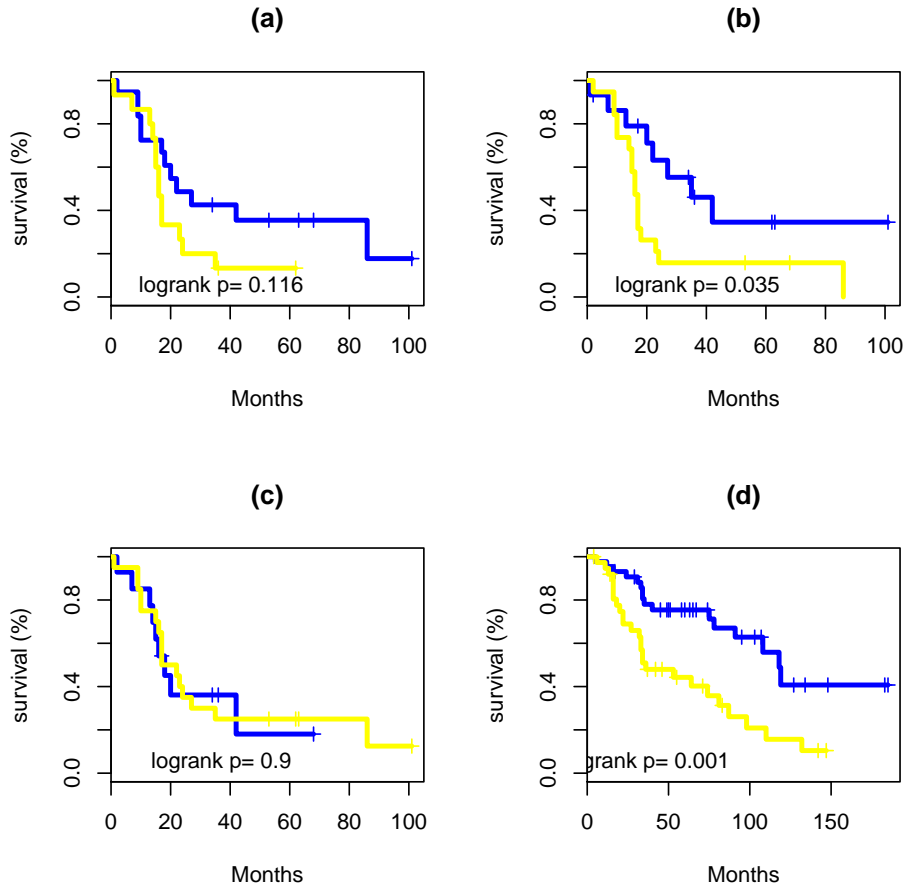 (a)
survival (%)
0.0 0.4 0.8
logrank p= 0.116
0 20 40 60 80 100
Months
(b)
survival (%)
0.0 0.4 0.8
logrank p= 0.035
0 20 40 60 80 100
Months
(c)
survival (%)
0.0 0.4 0.8
logrank p= 0.9
0 20 40 60 80 100
Months
(d)
survival (%)
0.0 0.4 0.8
grank p= 0.001
0 50 100 150
Months